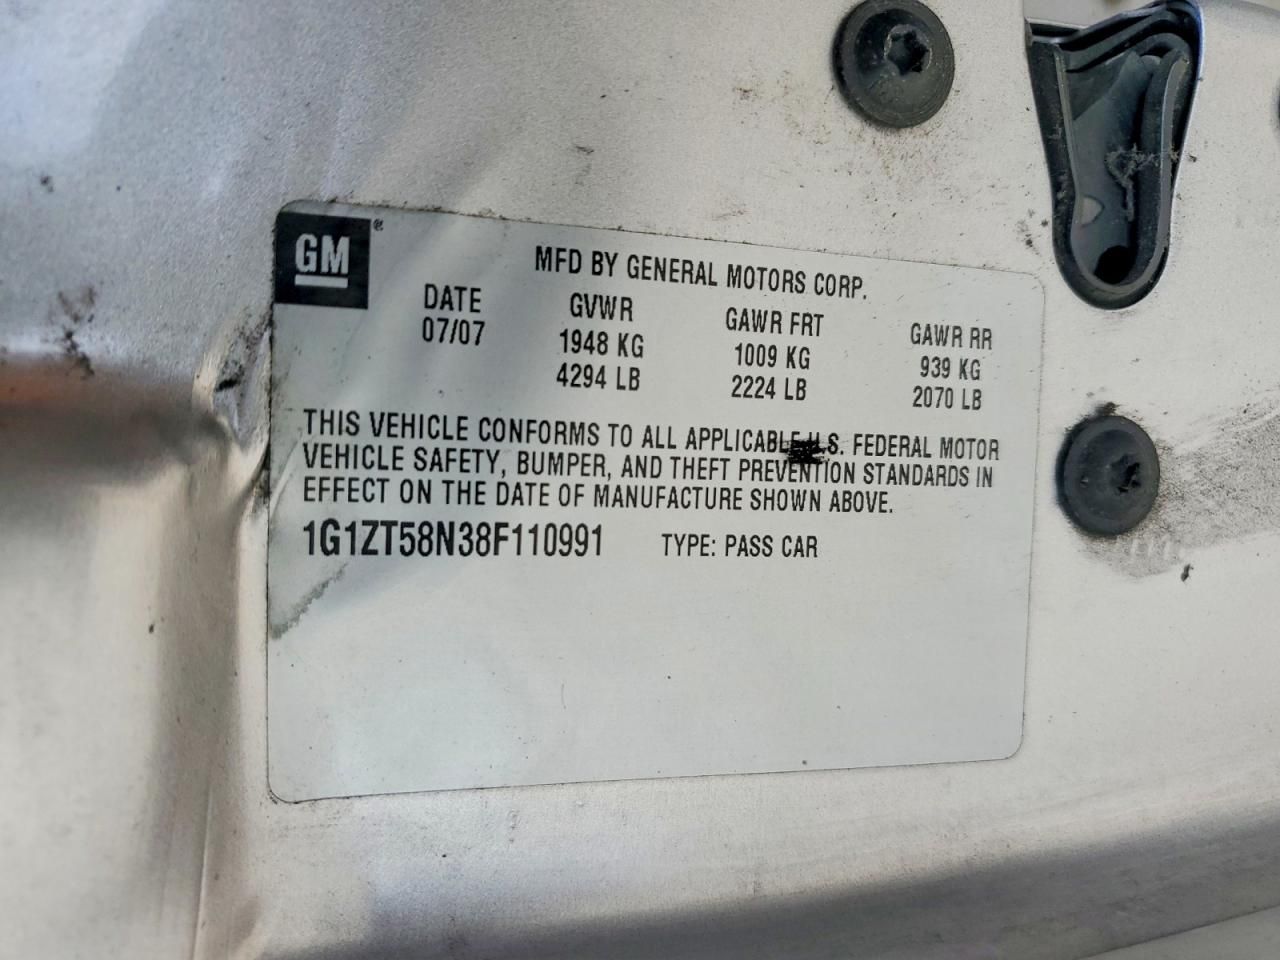 GM®
MFD BY GENERAL MOTORS CORP.
DATE GVWR GAWR FRT GAWR RR
07/07 1948 KG 1009 KG 939 KG
4294 LB 2224 LB 2070 LB
THIS VEHICLE CONFORMS TO ALL APPLICABLE U.S. FEDERAL MOTOR
VEHICLE SAFETY, BUMPER, AND THEFT PREVENTION STANDARDS IN
EFFECT ON THE DATE OF MANUFACTURE SHOWN ABOVE.
1G1ZT58N38F110991 TYPE: PASS CAR